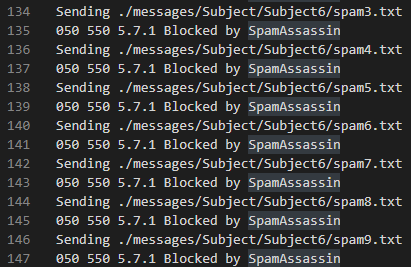 134 Sending ./messages/Subject/Subject6/spam3.txt
135 050 550 5.7.1 Blocked by SpamAssassin
136 Sending ./messages/Subject/Subject6/spam4.txt
137 050 550 5.7.1 Blocked by SpamAssassin
138 Sending ./messages/Subject/Subject6/spam5.txt
139 050 550 5.7.1 Blocked by SpamAssassin
140 Sending ./messages/Subject/Subject6/spam6.txt
141 050 550 5.7.1 Blocked by SpamAssassin
142 Sending ./messages/Subject/Subject6/spam7.txt
143 050 550 5.7.1 Blocked by SpamAssassin
144 Sending ./messages/Subject/Subject6/spam8.txt
145 050 550 5.7.1 Blocked by SpamAssassin
146 Sending ./messages/Subject/Subject6/spam9.txt
147 050 550 5.7.1 Blocked by SpamAssassin